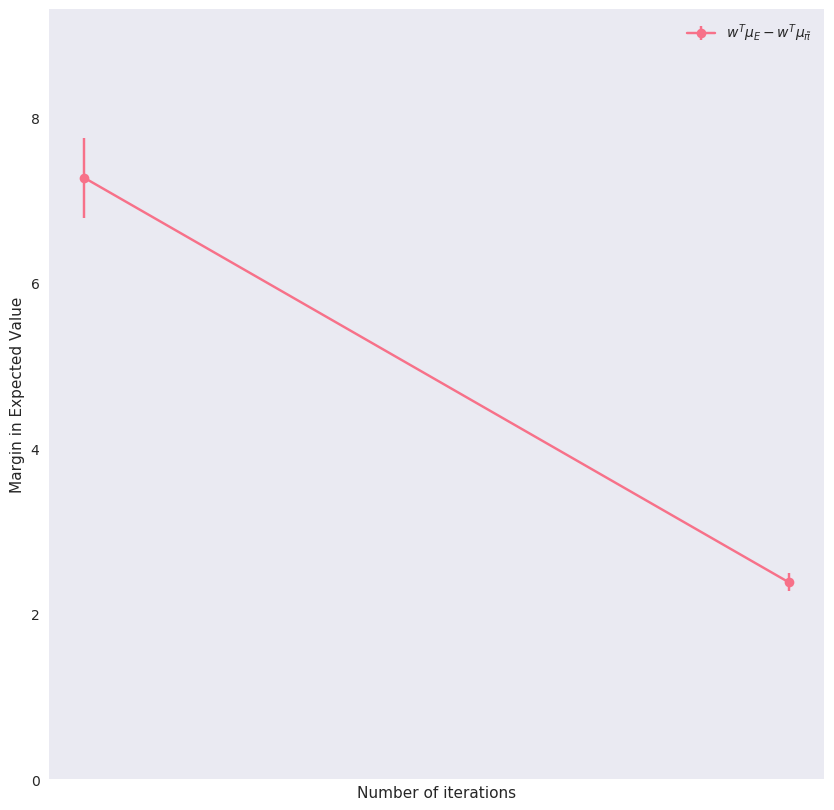 w^T μ_E − w^T μ_π̃
8
6
4
2
0
Margin in Expected Value
Number of iterations